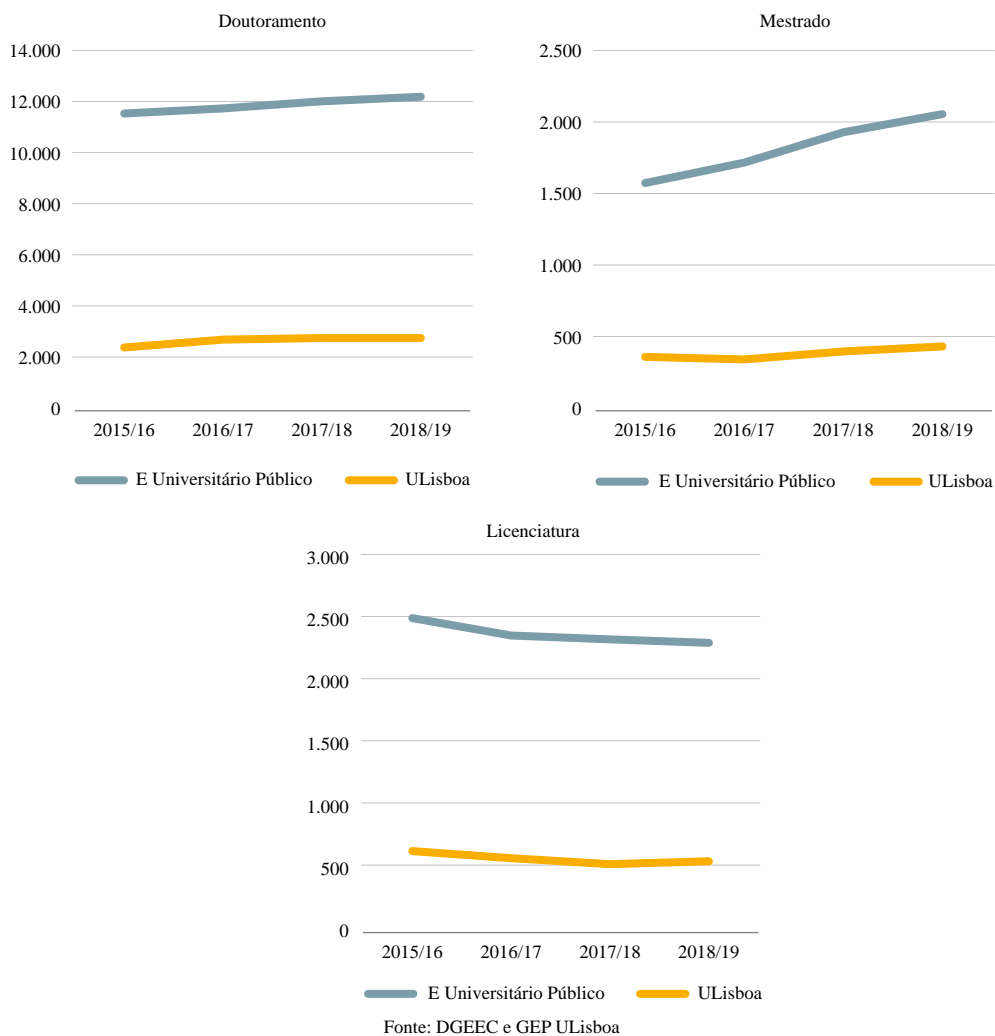 Doutoramento
14.000
12.000
10.000
8.000
6.000
4.000
2.000
0
2015/16 2016/17 2017/18 2018/19
E Universitário Público ULisboa
Mestrado
2.500
2.000
1.500
1.000
500
0
2015/16 2016/17 2017/18 2018/19
E Universitário Público ULisboa
Licenciatura
3.000
2.500
2.000
1.500
1.000
500
0
2015/16 2016/17 2017/18 2018/19
E Universitário Público ULisboa
Fonte: DGEEC e GEP ULisboa